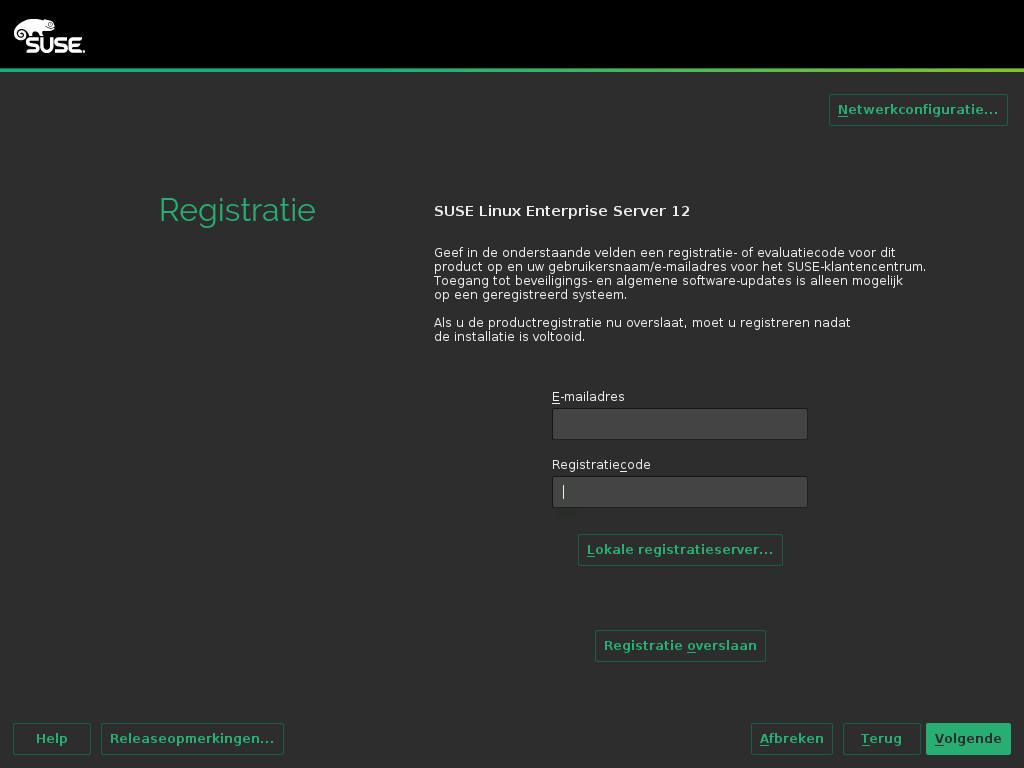 SUSE
Netwerkconfiguratie...
Registratie
SUSE Linux Enterprise Server 12
Geef in de onderstaande velden een registratie- of evaluatiecode voor dit
product op en uw gebruikersnaam/e-mailadres voor het SUSE-klantencentrum.
Toegang tot beveiligings- en algemene software-updates is alleen mogelijk
op een geregistreerd systeem.
Als u de productregistratie nu overslaat, moet u registreren nadat
de installatie is voltooid.
E-mailadres
Registratiecode
Lokale registratieserver...
Registratie overslaan
Help
Releaseopmerkingen...
Afbreken
Terug
Volgende